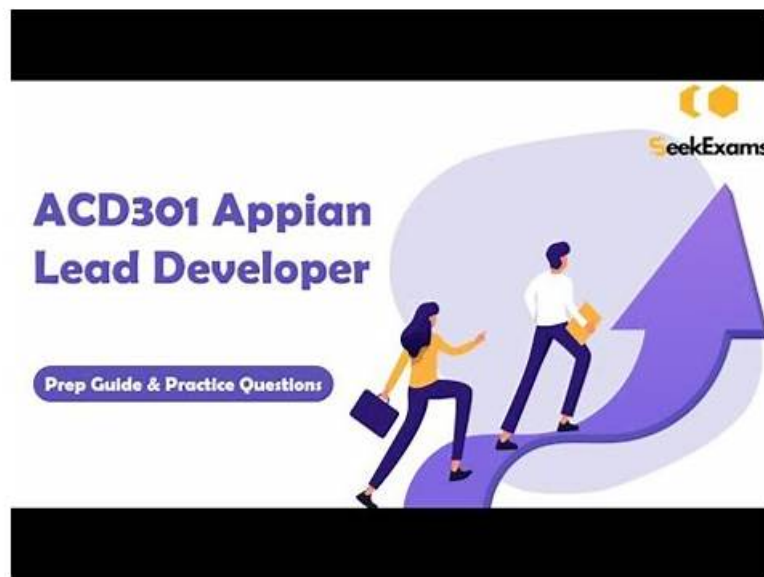 SeekExams
ACD301 Appian
Lead Developer
Prep Guide & Practice Questions